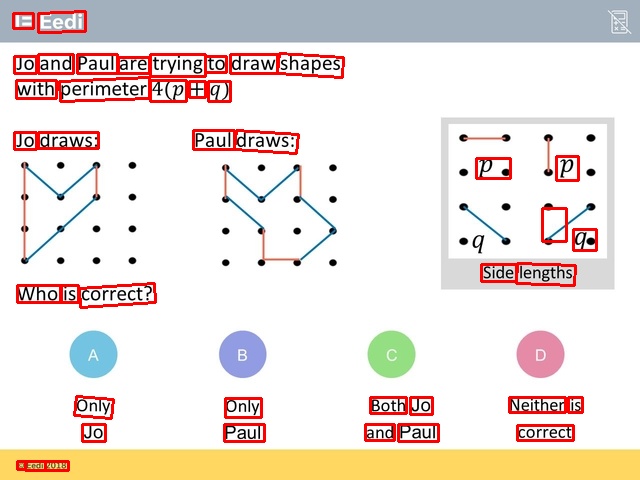 Eedi
Jo and Paul are trying to draw shapes
with perimeter 4(p + q)
Jo draws:
Paul draws:
p
p
q
q
Side lengths
Who is correct?
A
B
C
D
Only
Jo
Only
Paul
Both Jo
and Paul
Neither is
correct
© Eedi 2018